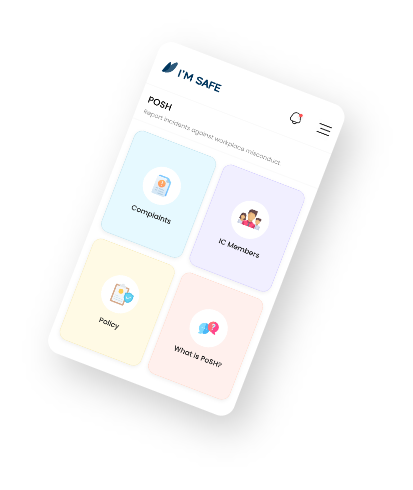 I'M SAFE
POSH
Report incidents against workplace misconduct
Complaints
IC Members
Policy
What is PoSH?